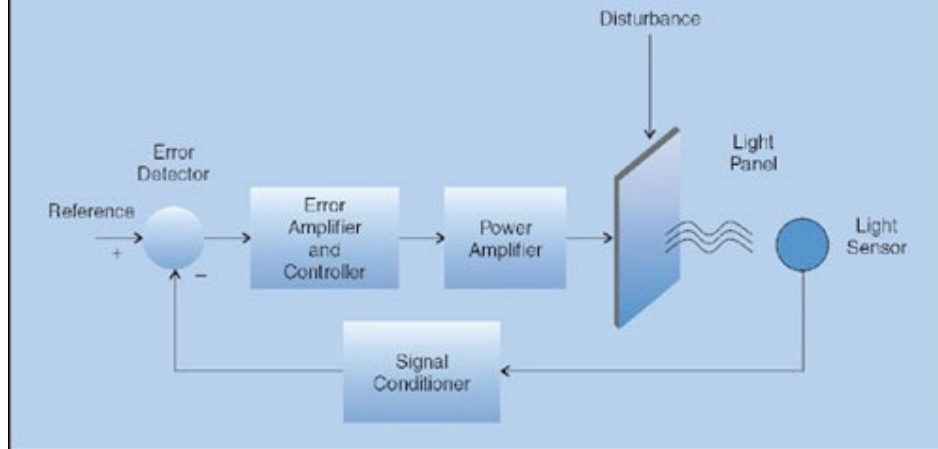 Disturbance
Light
Panel
Error
Detector
Reference
+
−
Error
Amplifier
and
Controller
Power
Amplifier
Light
Sensor
Signal
Conditioner